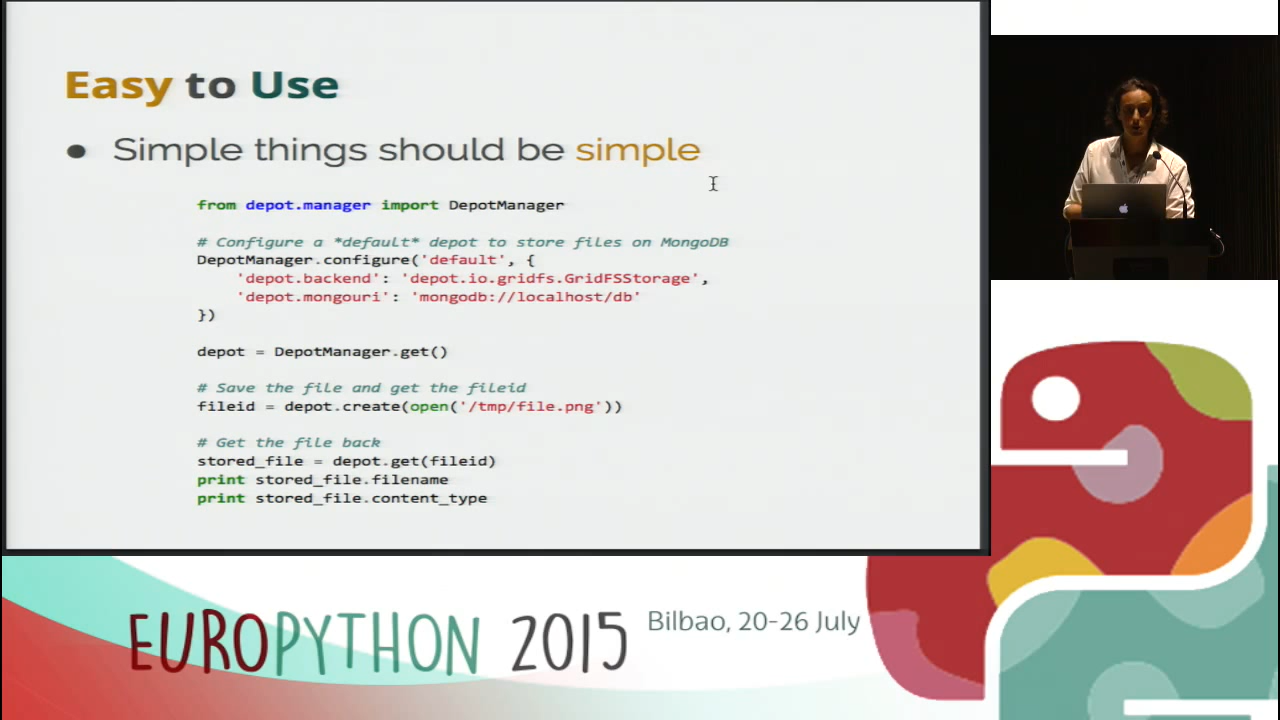 Easy to Use
● Simple things should be simple
from depot.manager import DepotManager
# Configure a *default* depot to store files on MongoDB
DepotManager.configure('default', {
    'depot.backend': 'depot.io.gridfs.GridFSStorage',
    'depot.mongouri': 'mongodb://localhost/db'
})
depot = DepotManager.get()
# Save the file and get the fileid
fileid = depot.create(open('/tmp/file.png'))
# Get the file back
stored_file = depot.get(fileid)
print stored_file.filename
print stored_file.content_type
EUROPYTHON 2015 Bilbao, 20-26 July